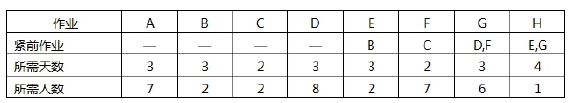 作业 A B C D E F G H
紧前作业 — — — — B C D,F E,G
所需天数 3 3 2 3 3 2 3 4
所需人数 7 2 2 8 2 7 6 1